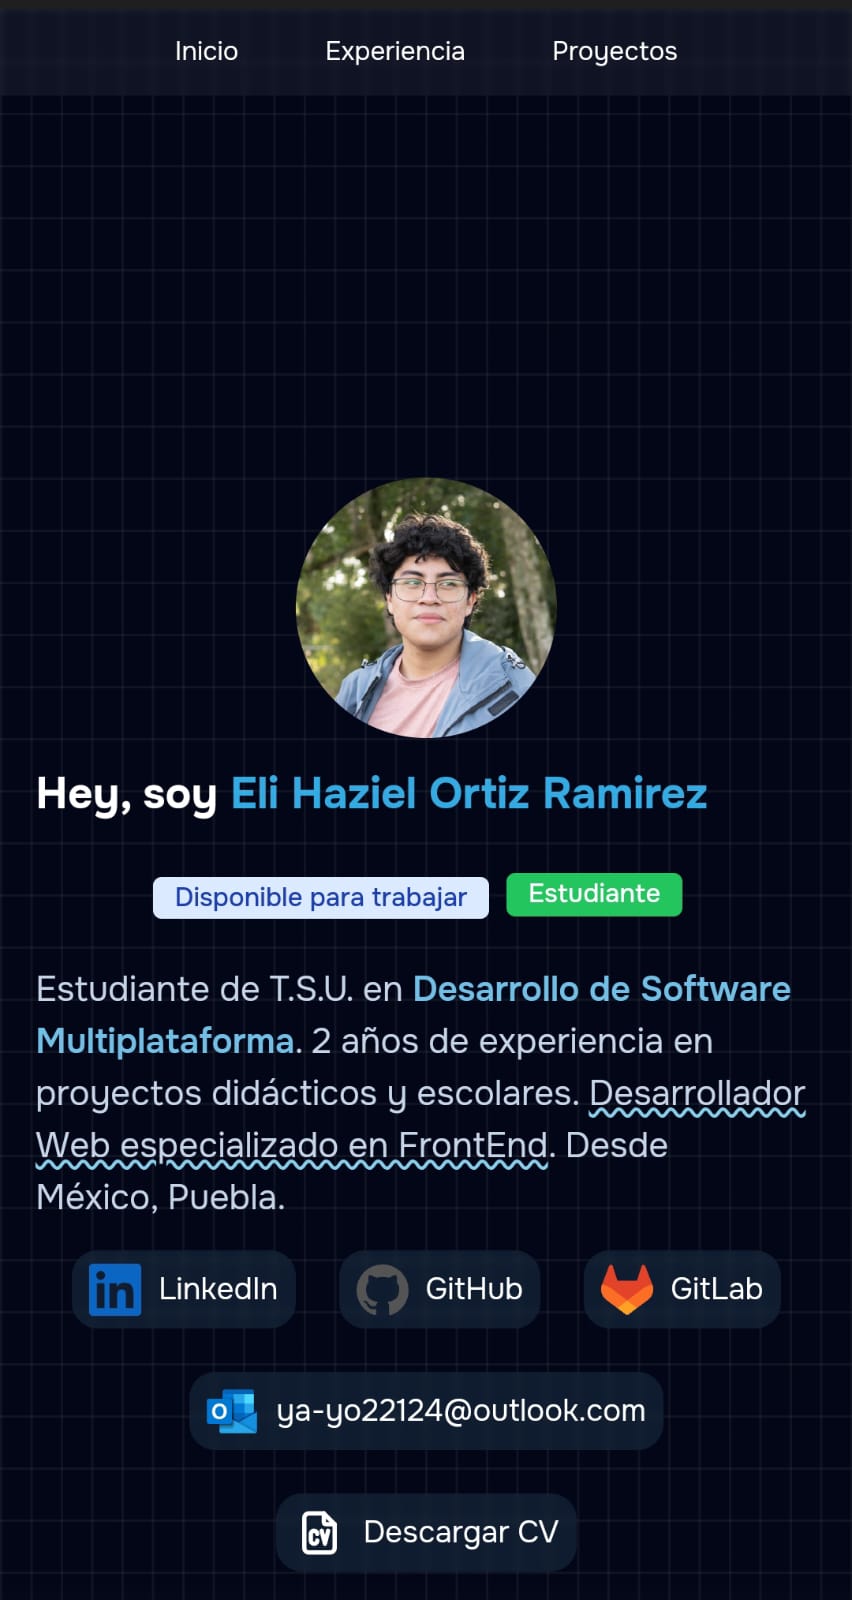 Inicio Experiencia Proyectos
Hey, soy Eli Haziel Ortiz Ramirez
Disponible para trabajar Estudiante
Estudiante de T.S.U. en Desarrollo de Software
Multiplataforma. 2 años de experiencia en
proyectos didácticos y escolares. Desarrollador
Web especializado en FrontEnd. Desde
México, Puebla.
in LinkedIn GitHub GitLab
O ya-yo22124@outlook.com
CV Descargar CV